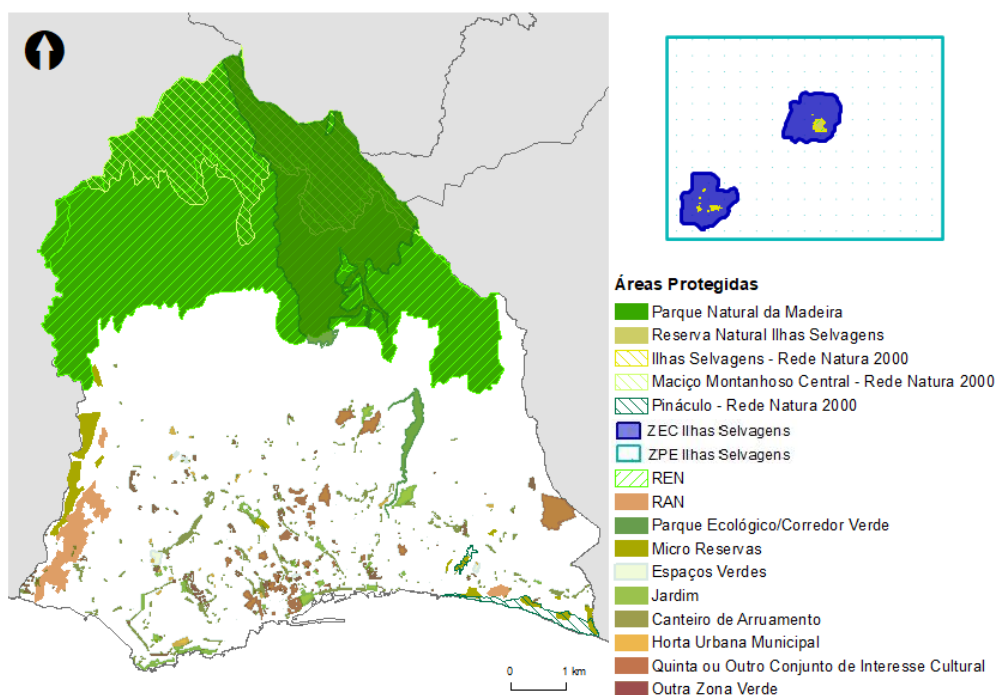 Áreas Protegidas
Parque Natural da Madeira
Reserva Natural Ilhas Selvagens
Ilhas Selvagens - Rede Natura 2000
Maciço Montanhoso Central - Rede Natura 2000
Pináculo - Rede Natura 2000
ZEC Ilhas Selvagens
ZPE Ilhas Selvagens
REN
RAN
Parque Ecológico/Corredor Verde
Micro Reservas
Espaços Verdes
Jardim
Canteiro de Arruamento
Horta Urbana Municipal
Quinta ou Outro Conjunto de Interesse Cultural
Outra Zona Verde
0 1 km